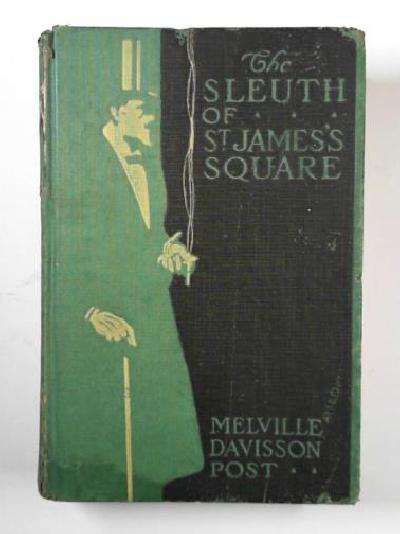 The
SLEUTH
OF
ST. JAMES'S
SQUARE
MELVILLE
DAVISSON
POST